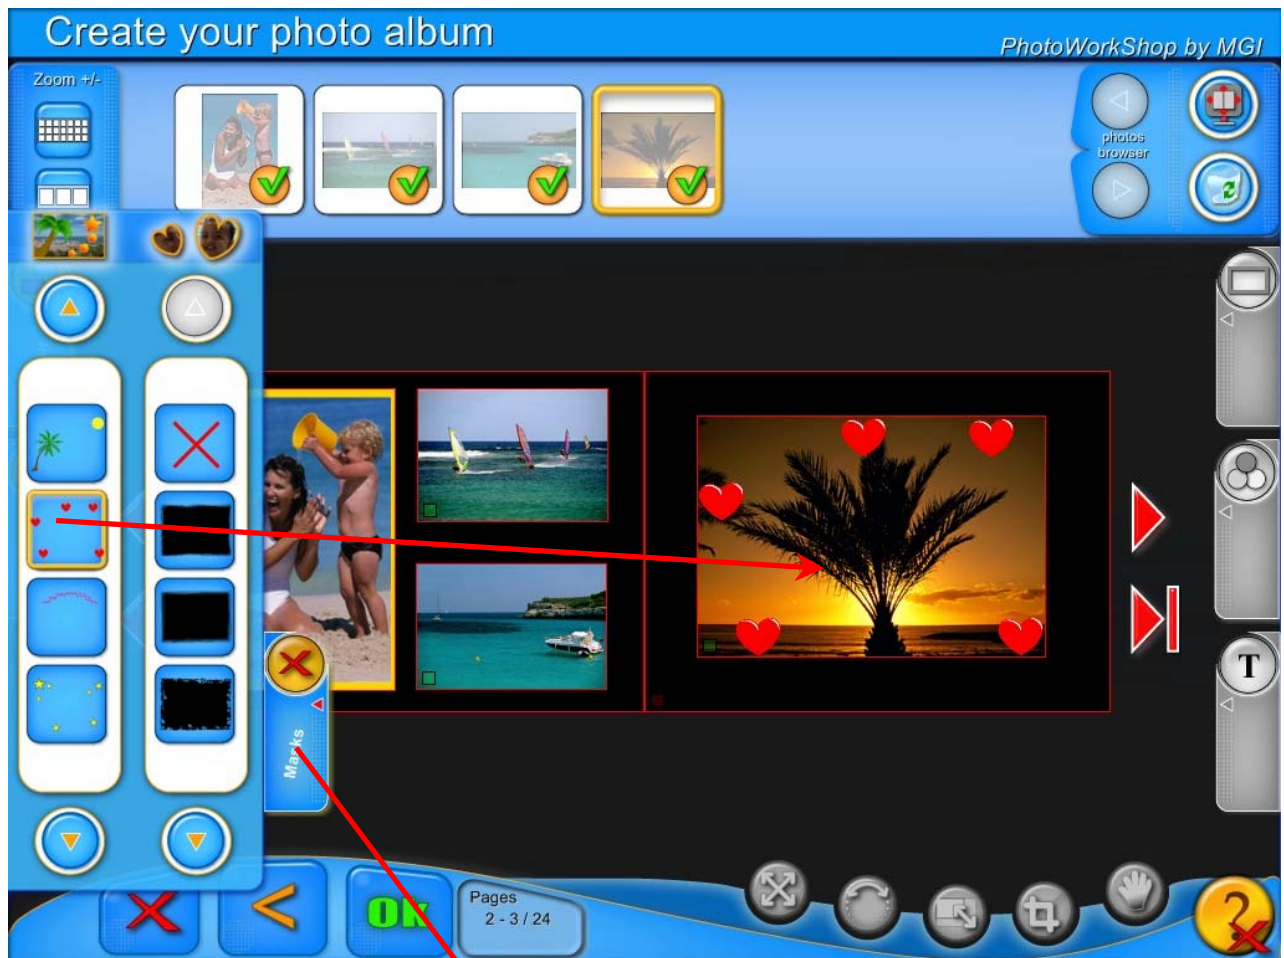 Create your photo album
PhotoWorkShop by MGI
Zoom +/-
photos
browser
Masks
T
Ok
Pages
2 - 3 / 24
?